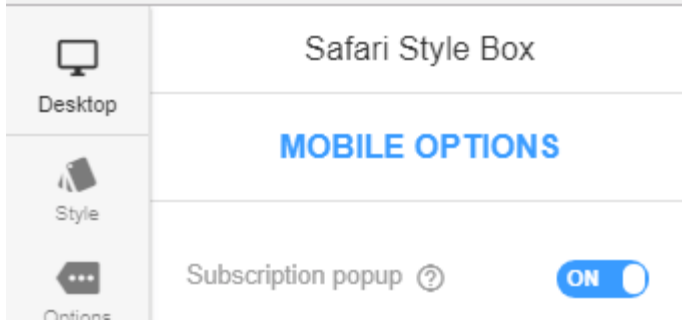 Safari Style Box
Desktop
MOBILE OPTIONS
Style
Subscription popup ?
ON
Options